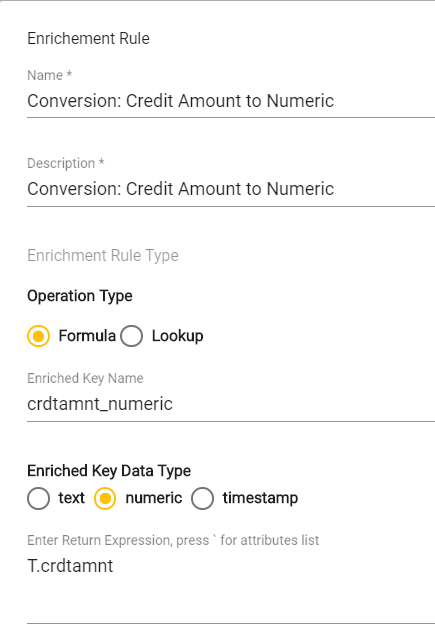 Enrichement Rule
Name *
Conversion: Credit Amount to Numeric
Description *
Conversion: Credit Amount to Numeric
Enrichment Rule Type
Operation Type
Formula Lookup
Enriched Key Name
crdtamnt_numeric
Enriched Key Data Type
text numeric timestamp
Enter Return Expression, press ` for attributes list
T.crdtamnt